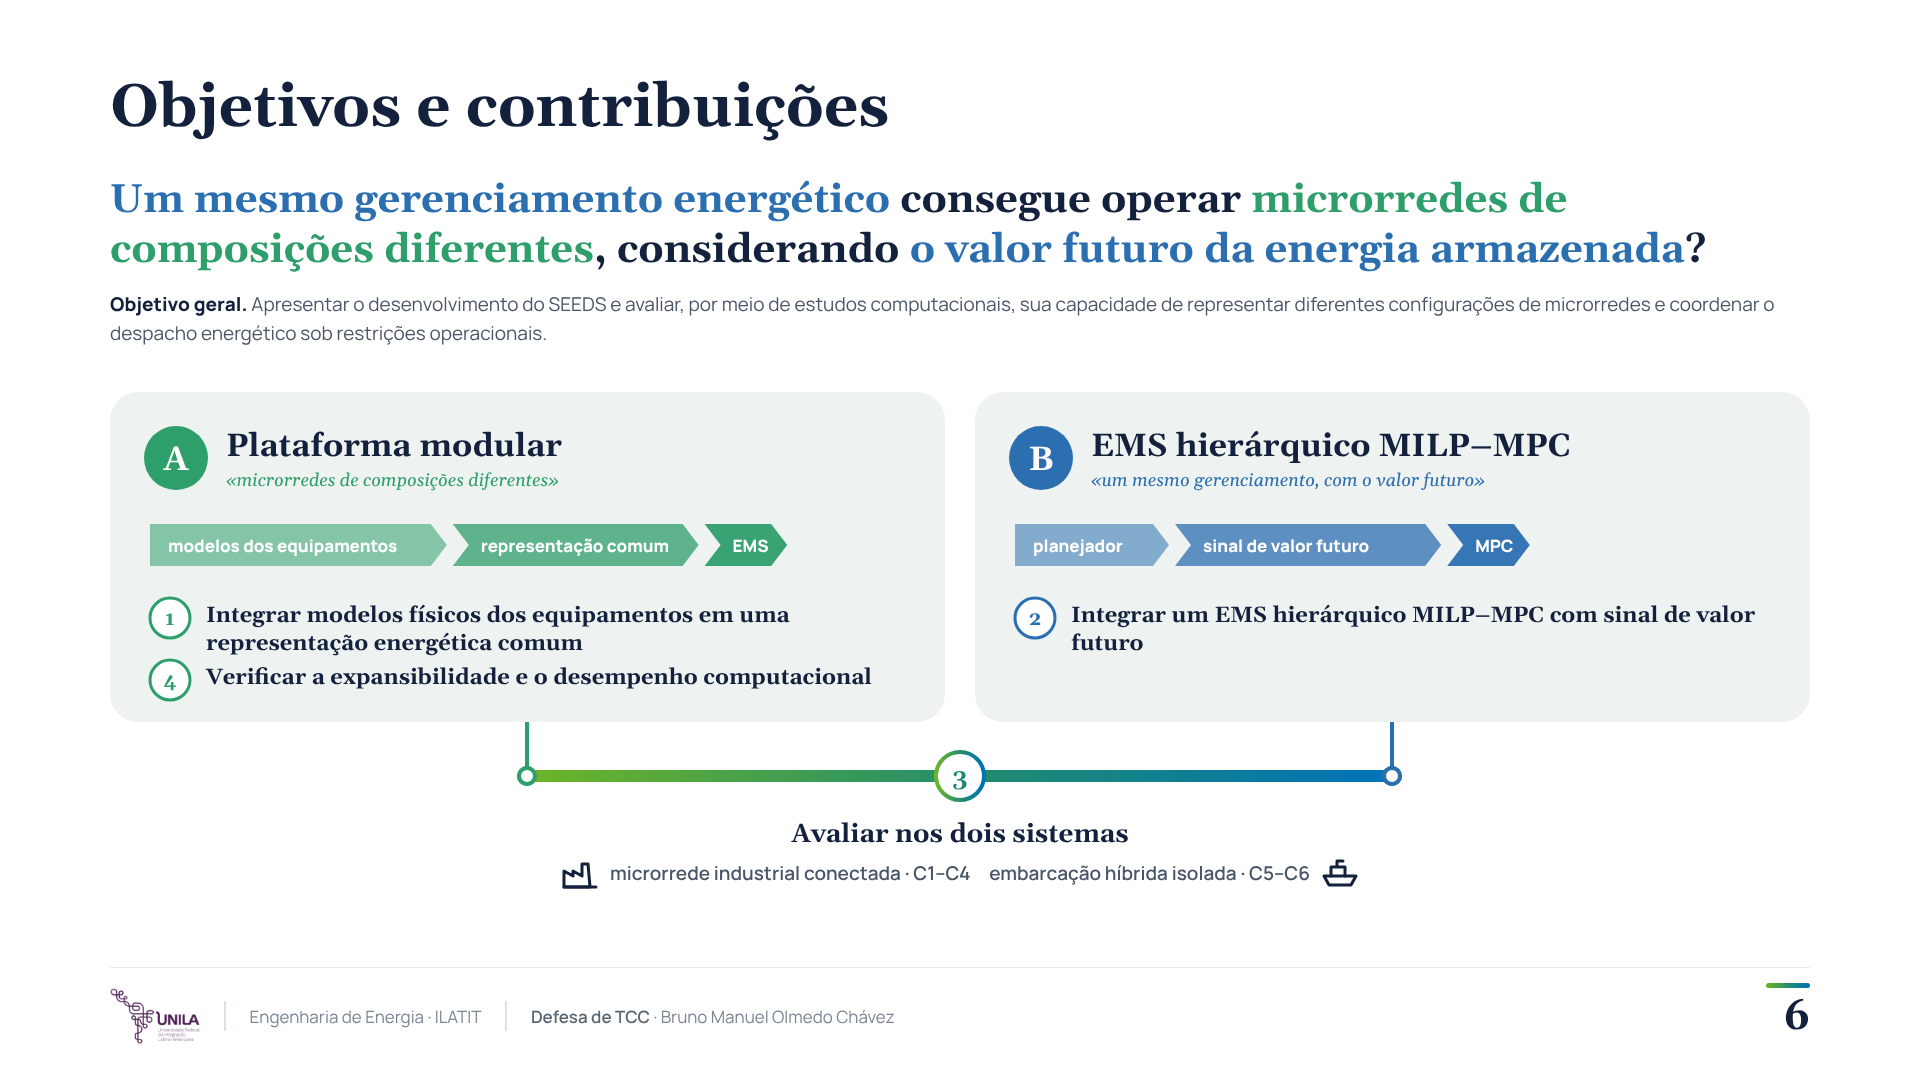 Objetivos e contribuições
Um mesmo gerenciamento energético consegue operar microrredes de
composições diferentes, considerando o valor futuro da energia armazenada?
Objetivo geral. Apresentar o desenvolvimento do SEEDS e avaliar, por meio de estudos computacionais, sua capacidade de representar diferentes configurações de microrredes e coordenar o
despacho energético sob restrições operacionais.
A
Plataforma modular
«microrredes de composições diferentes»
modelos dos equipamentos
representação comum
EMS
1
Integrar modelos físicos dos equipamentos em uma
representação energética comum
4
Verificar a expansibilidade e o desempenho computacional
B
EMS hierárquico MILP–MPC
«um mesmo gerenciamento, com o valor futuro»
planejador
sinal de valor futuro
MPC
2
Integrar um EMS hierárquico MILP–MPC com sinal de valor
futuro
3
Avaliar nos dois sistemas
microrrede industrial conectada · C1–C4
embarcação híbrida isolada · C5–C6
UNILA
Engenharia de Energia · ILATIT
Defesa de TCC · Bruno Manuel Olmedo Chávez
6